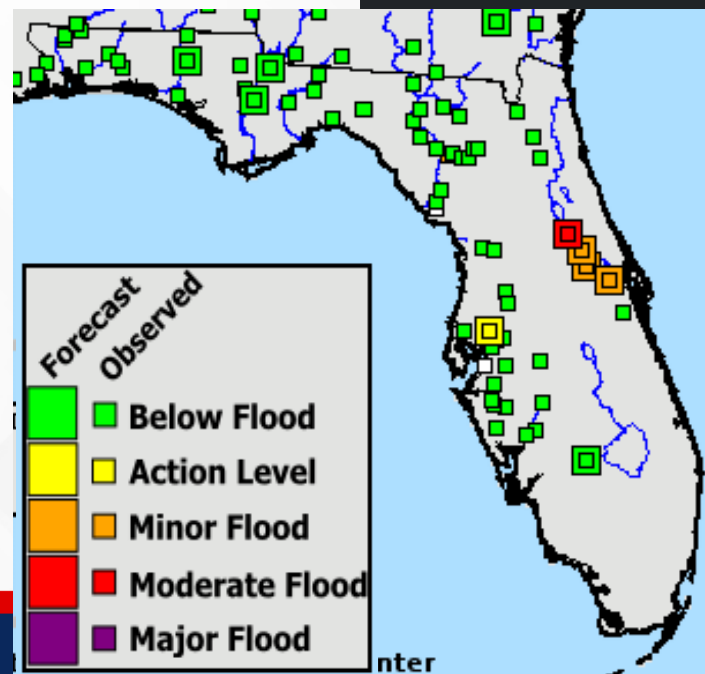 Forecast
Observed
Below Flood
Action Level
Minor Flood
Moderate Flood
Major Flood
nter